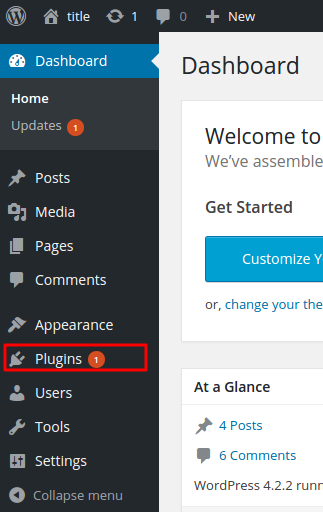 title 1 0 + New
Dashboard
Home
Updates 1
Posts
Media
Pages
Comments
Appearance
Plugins 1
Users
Tools
Settings
Collapse menu
Dashboard
Welcome to
We've assemble
Get Started
Customize Y
or, change your the
At a Glance
4 Posts
6 Comments
WordPress 4.2.2 runn